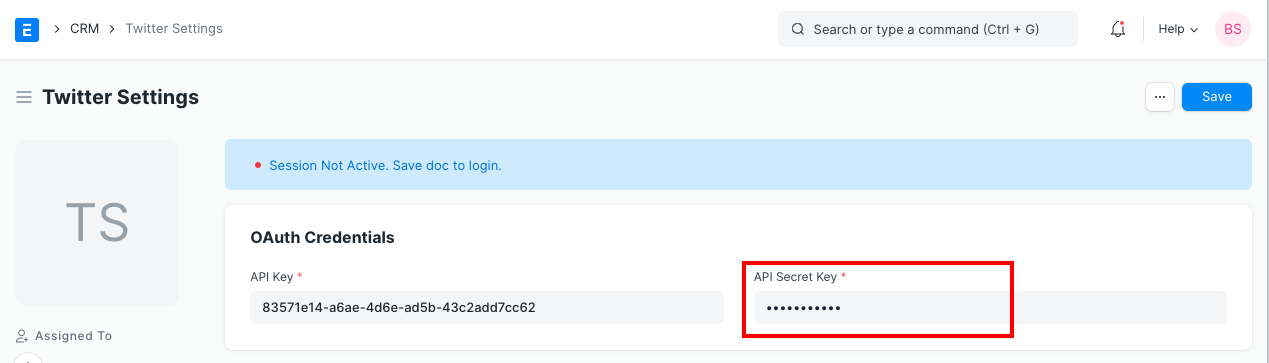 E > CRM > Twitter Settings
Search or type a command (Ctrl + G)
Help
BS
Twitter Settings
...
Save
TS
• Session Not Active. Save doc to login.
OAuth Credentials
API Key *
API Secret Key *
83571e14-a6ae-4d6e-ad5b-43c2add7cc62
•••••••••••
Assigned To